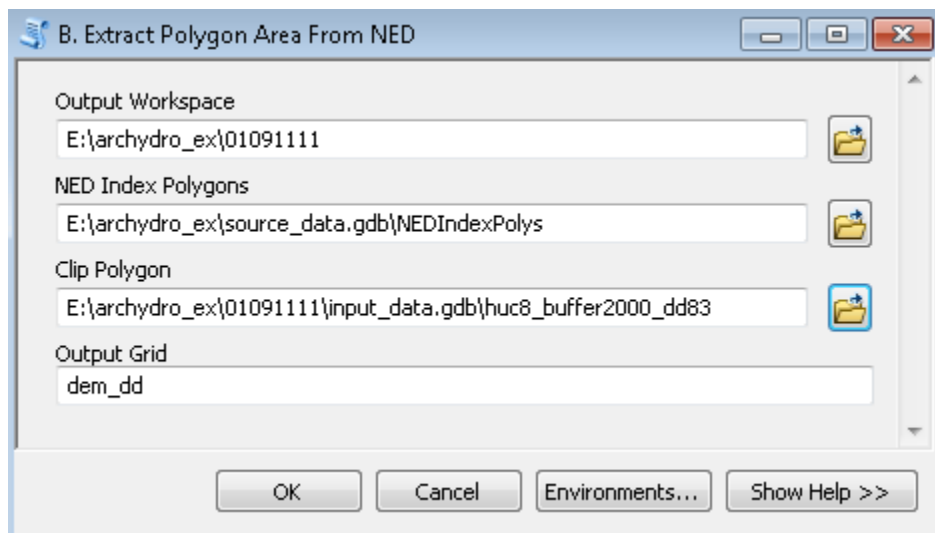 B. Extract Polygon Area From NED
Output Workspace
E:\archydro_ex\01091111
NED Index Polygons
E:\archydro_ex\source_data.gdb\NEDIndexPolys
Clip Polygon
E:\archydro_ex\01091111\input_data.gdb\huc8_buffer2000_dd83
Output Grid
dem_dd
OK Cancel Environments... Show Help >>